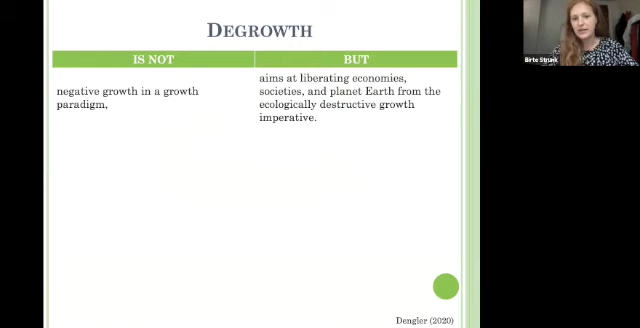 DEGROWTH
IS NOT
BUT
negative growth in a growth
paradigm,
aims at liberating economies,
societies, and planet Earth from the
ecologically destructive growth
imperative.
Dengler (2020)
Birte Strunk